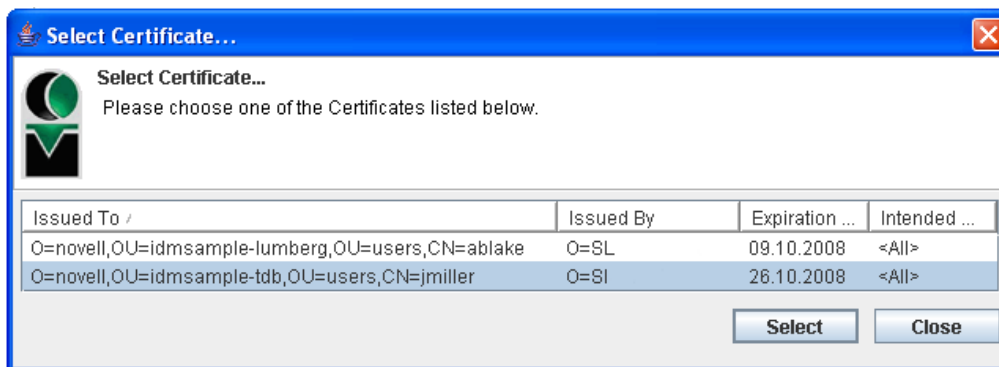 Select Certificate...
Select Certificate...
Please choose one of the Certificates listed below.
Issued To / Issued By Expiration ... Intended ...
O=novell,OU=idmsample-lumberg,OU=users,CN=ablake O=SL 09.10.2008 <All>
O=novell,OU=idmsample-tdb,OU=users,CN=jmiller O=SI 26.10.2008 <All>
Select Close